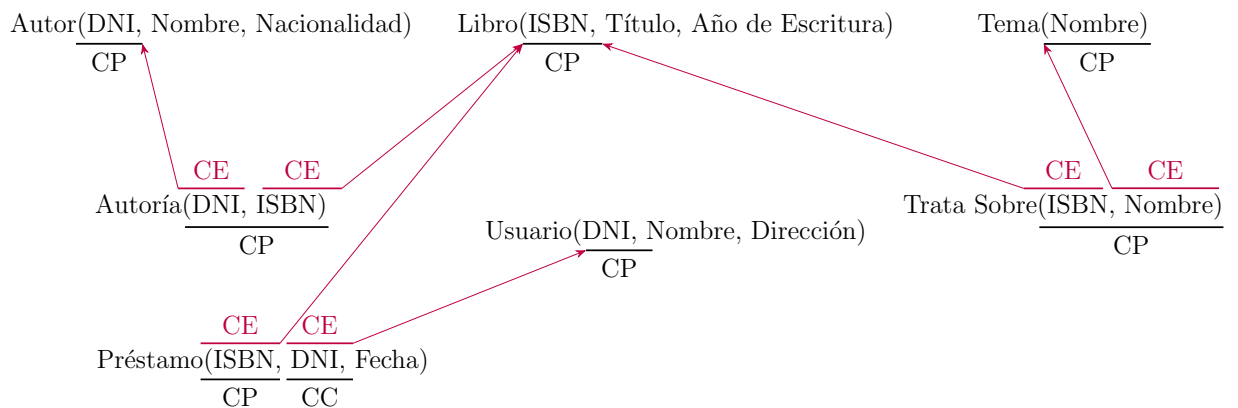 Autor(DNI, Nombre, Nacionalidad) Libro(ISBN, Título, Año de Escritura) Tema(Nombre)
CP CP CP
CE CE CE CE
Autoría(DNI, ISBN) Trata Sobre(ISBN, Nombre)
CP CP
Usuario(DNI, Nombre, Dirección)
CP
CE CE
Préstamo(ISBN, DNI, Fecha)
CP CC